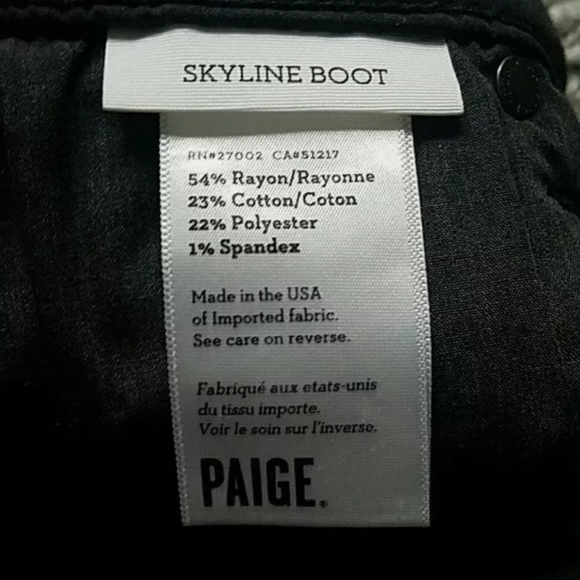 SKYLINE BOOT
RN#27002 CA#51217
54% Rayon/Rayonne
23% Cotton/Coton
22% Polyester
1% Spandex
Made in the USA
of Imported fabric.
See care on reverse.
Fabriqué aux etats-unis
du tissu importe.
Voir le soin sur l'inverse.
PAIGE®